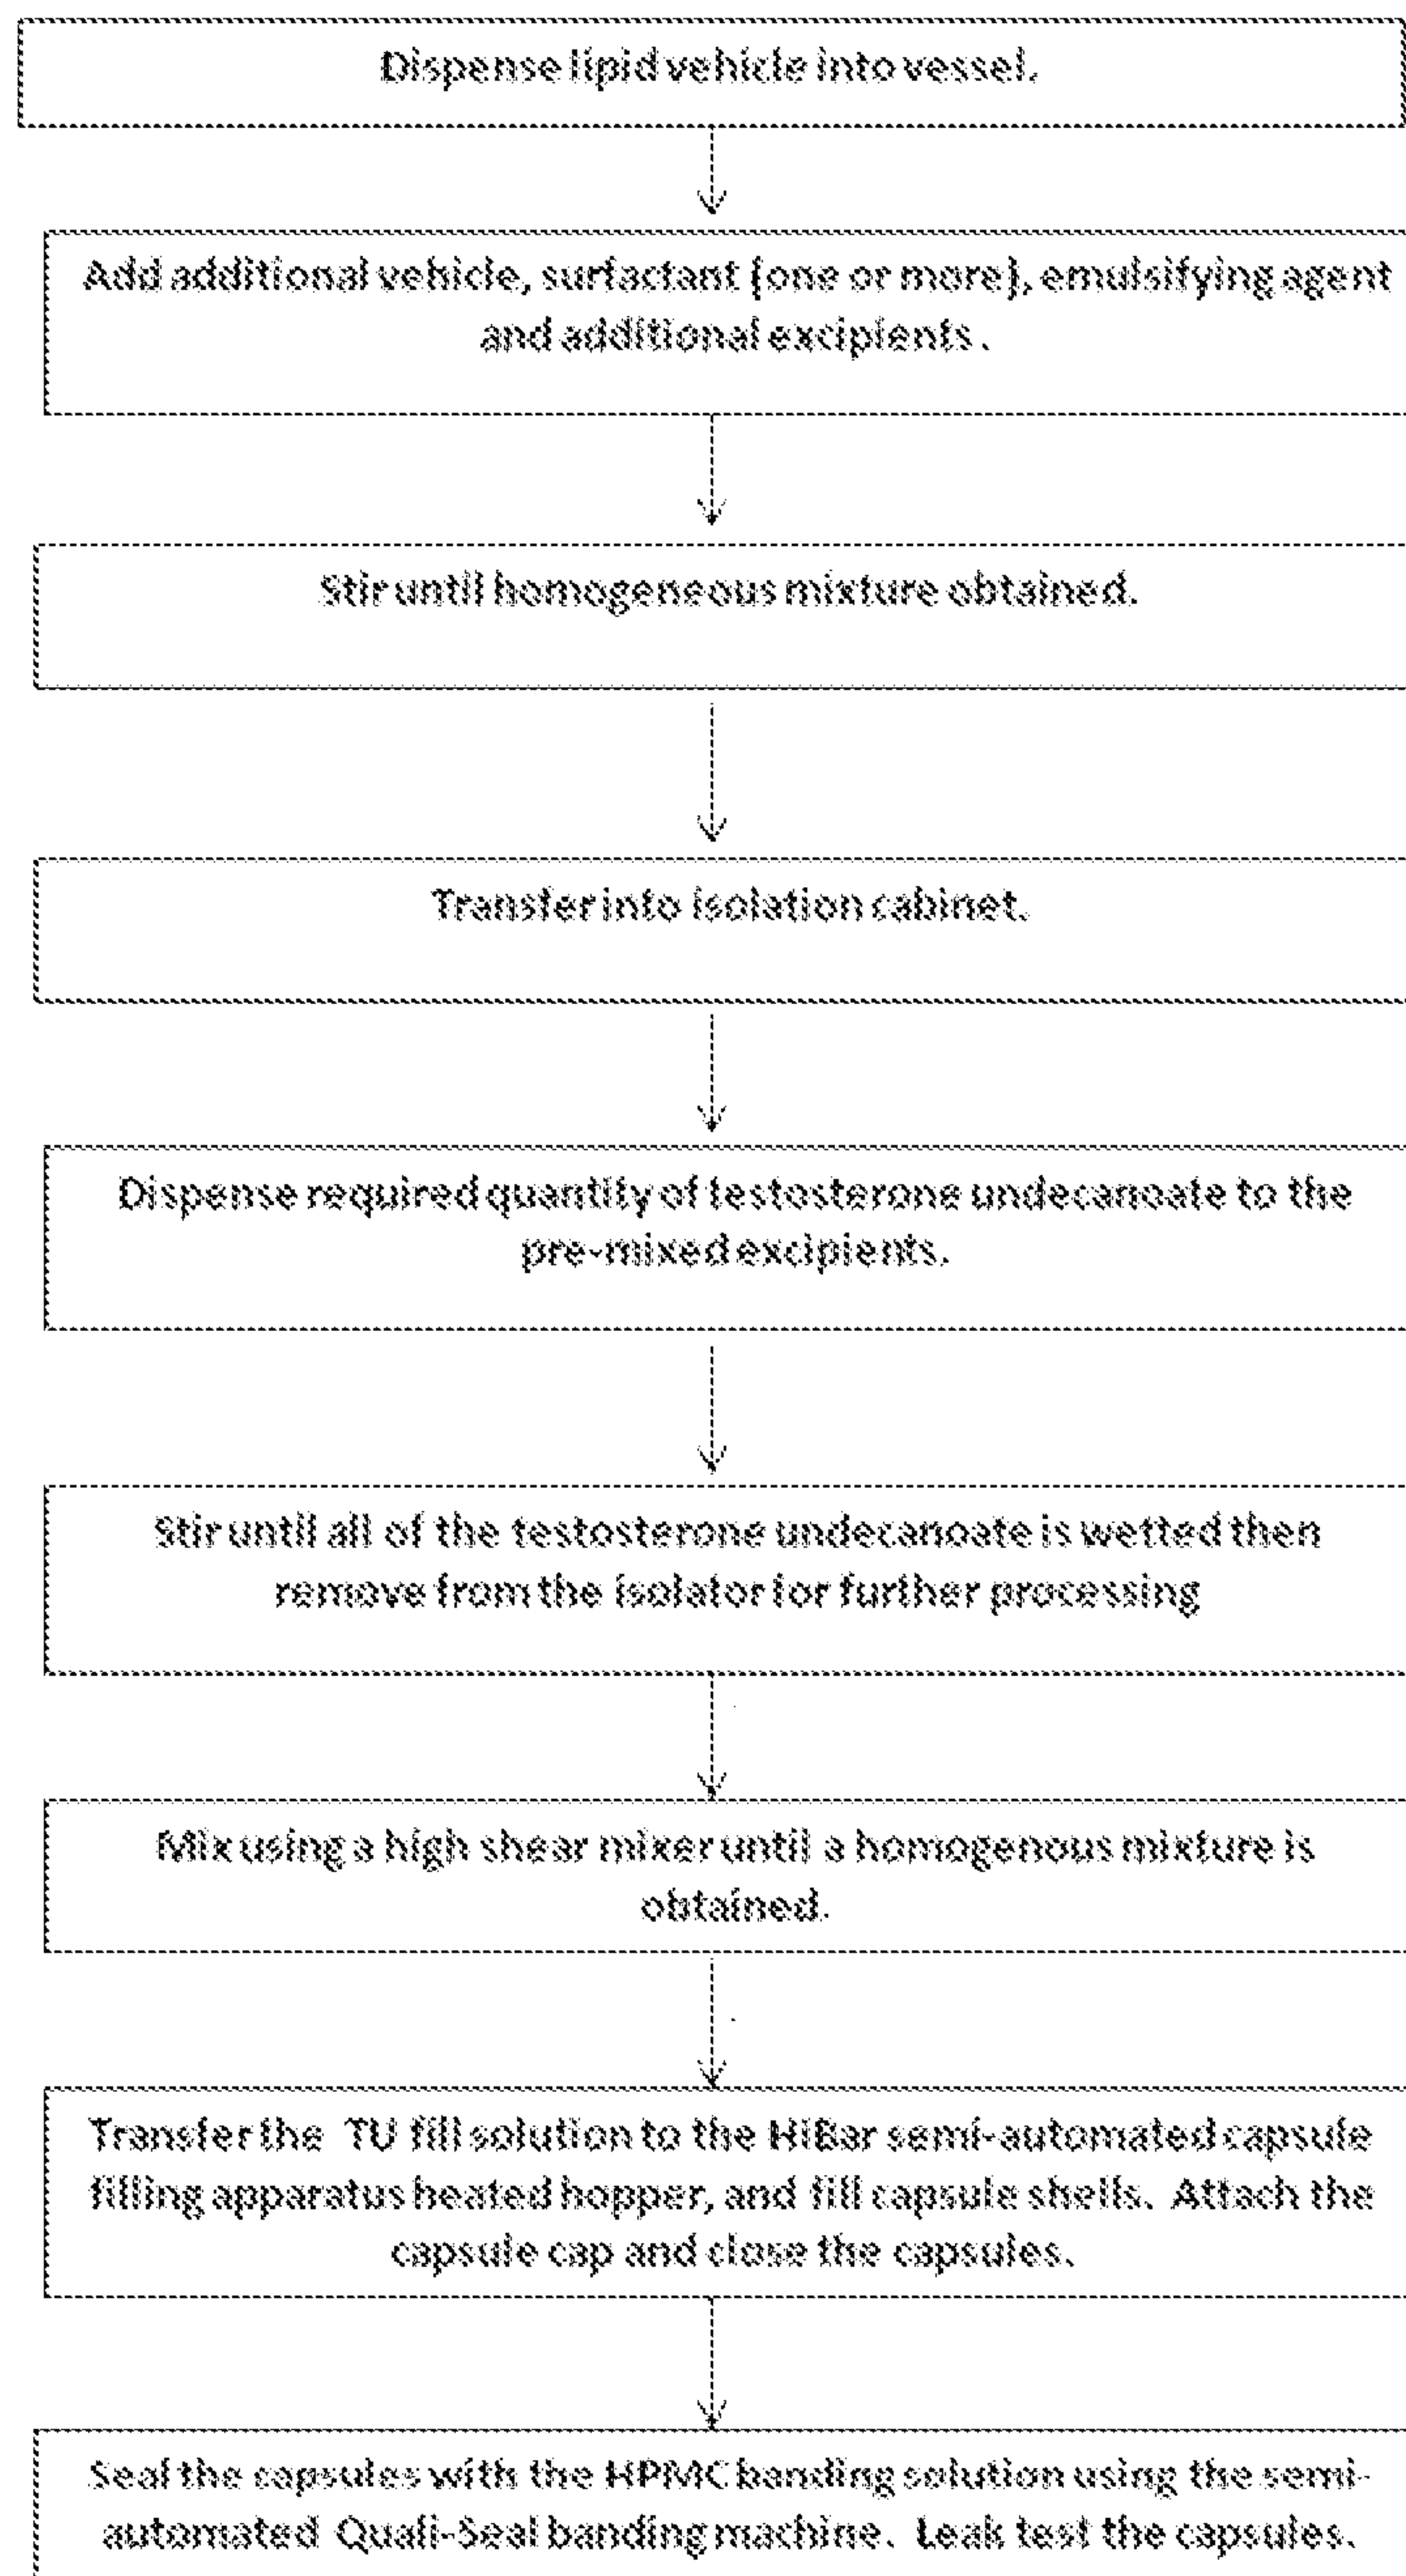 Dispense lipid vehicle into vessel.
Add additional vehicle, surfactant (one or more), emulsifying agent
and additional excipients.
Stir until homogeneous mixture obtained.
Transfer into isolation cabinet.
Dispense required quantity of testosterone undecanoate to the
pre-mixed excipients.
Stir until all of the testosterone undecanoate is wetted then
remove from the isolator for further processing
Mix using a high shear mixer until a homogenous mixture is
obtained.
Transfer the TU fill solution to the HiBar semi-automated capsule
filling apparatus heated hopper, and fill capsule shells. Attach the
capsule cap and close the capsules.
Seal the capsules with the HPMC banding solution using the semi-
automated Quali-Seal banding machine. Leak test the capsules.